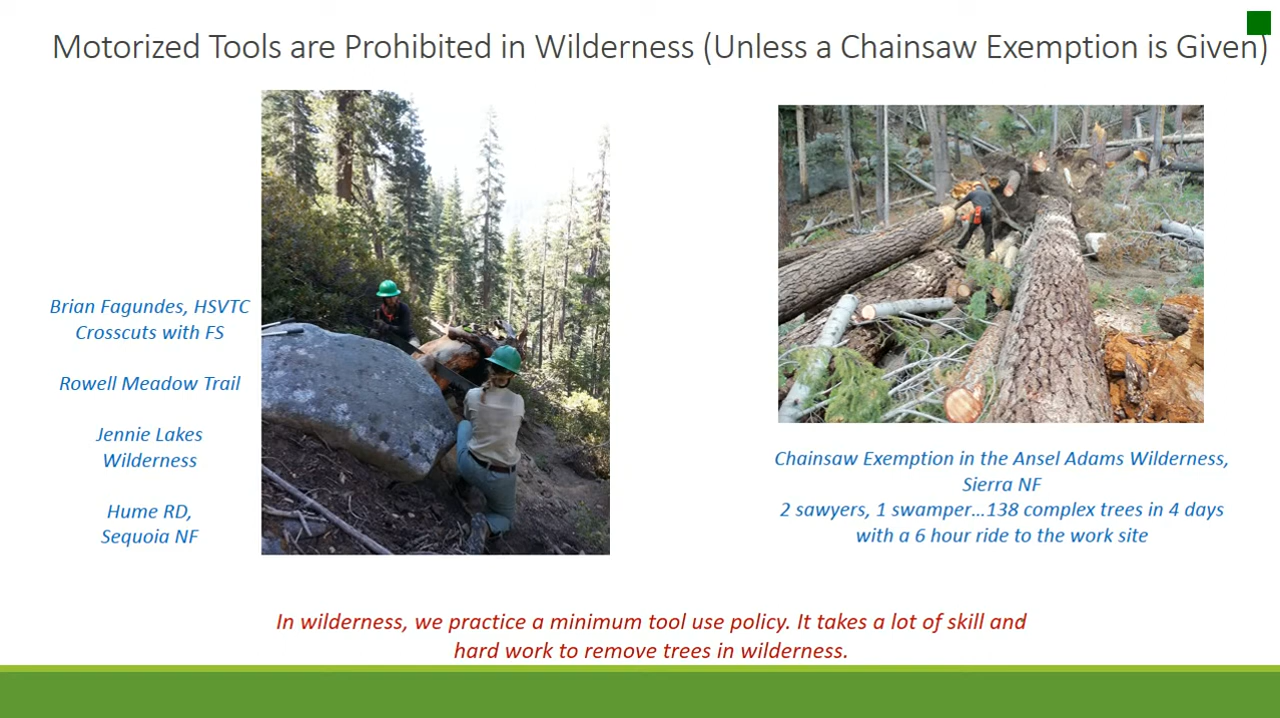 Motorized Tools are Prohibited in Wilderness (Unless a Chainsaw Exemption is Given)
Brian Fagundes, HSVTC
Crosscuts with FS
Rowell Meadow Trail
Jennie Lakes
Wilderness
Hume RD,
Sequoia NF
Chainsaw Exemption in the Ansel Adams Wilderness,
Sierra NF
2 sawyers, 1 swamper...138 complex trees in 4 days
with a 6 hour ride to the work site
In wilderness, we practice a minimum tool use policy. It takes a lot of skill and
hard work to remove trees in wilderness.